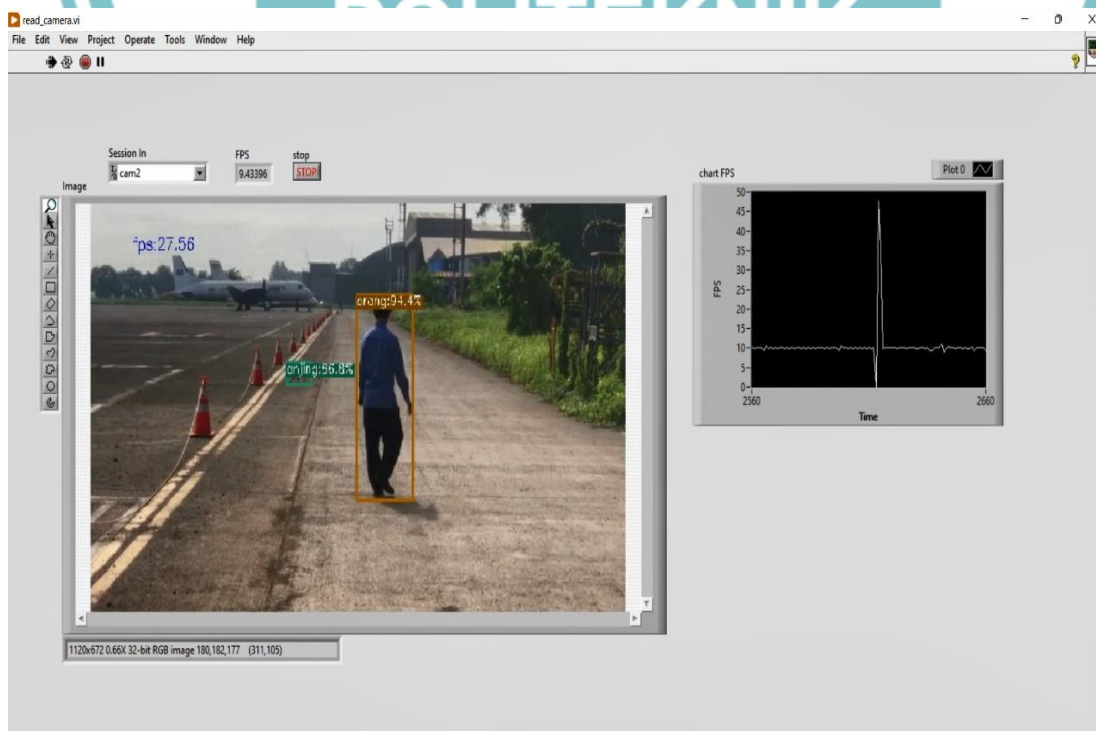 POLITEKNIK
read_camera.vi
File Edit View Project Operate Tools Window Help
Session In
cam2
FPS
9.43396
stop
STOP
Image
fps:27.56
orang:94.4%
anjing:86.8%
1120x672 0.66X 32-bit RGB image 180,182,177 (311,105)
chart FPS
Plot 0
50
45
40
35
30
25
20
15
10
5
0
FPS
2560
2660
Time